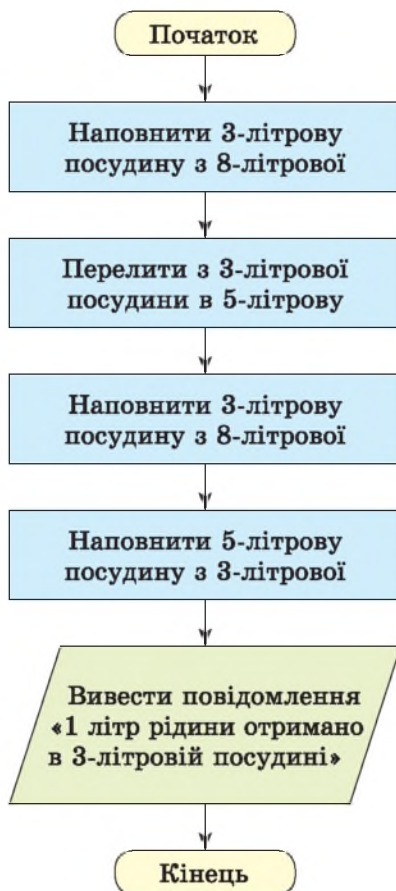 Початок
Наповнити 3-літрову
посудину з 8-літрової
Перелити з 3-літрової
посудини в 5-літрову
Наповнити 3-літрову
посудину з 8-літрової
Наповнити 5-літрову
посудину з 3-літрової
Вивести повідомлення
«1 літр рідини отримано
в 3-літровій посудині»
Кінець